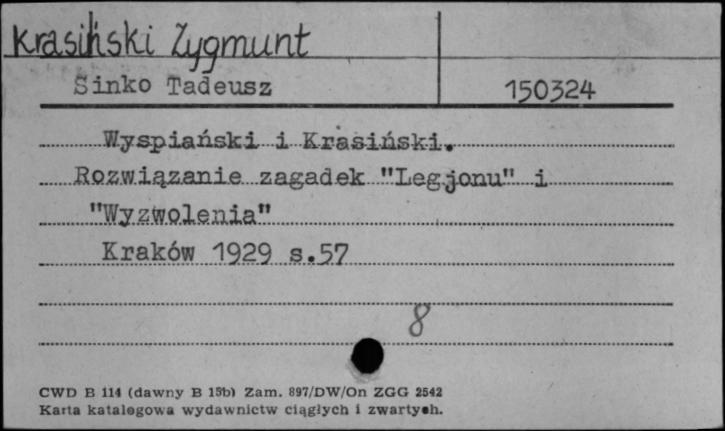 Krasiński Zygmunt
Sinko Tadeusz 150324
Wyspiański i Krasiński.
Rozwiązanie zagadek "Legjonu" i
"Wyzwolenia"
Kraków 1929 s.57
8
CWD B 114 (dawny B 15b) Zam. 897/DW/On ZGG 2542
Karta katalogowa wydawnictw ciągłych i zwartych.